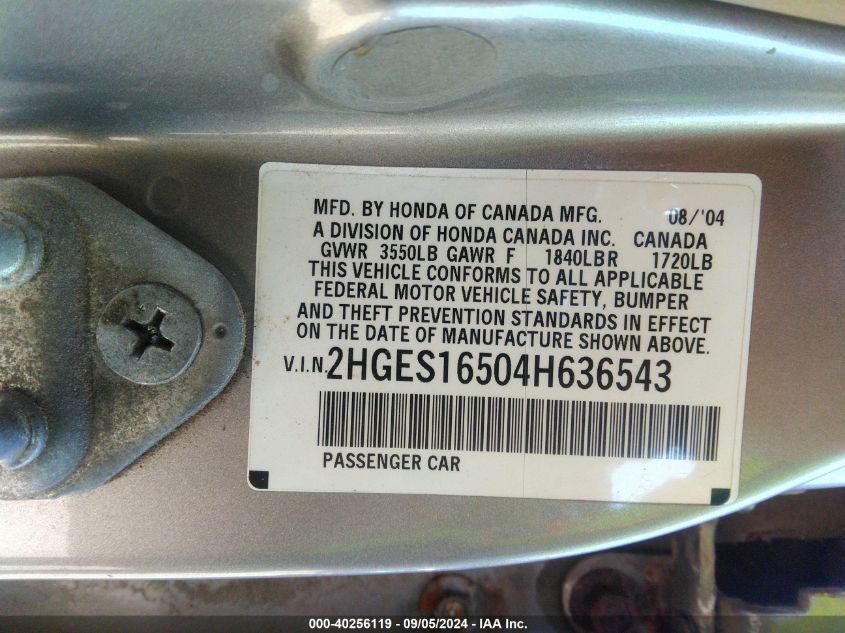 MFD. BY HONDA OF CANADA MFG. 08/'04
A DIVISION OF HONDA CANADA INC. CANADA
GVWR 3550LB GAWR F 1840LBR 1720LB
THIS VEHICLE CONFORMS TO ALL APPLICABLE
FEDERAL MOTOR VEHICLE SAFETY, BUMPER
AND THEFT PREVENTION STANDARDS IN EFFECT
ON THE DATE OF MANUFACTURE SHOWN ABOVE.
V.I.N. 2HGES16504H636543
PASSENGER CAR
000-40256119 - 09/05/2024 - IAA Inc.